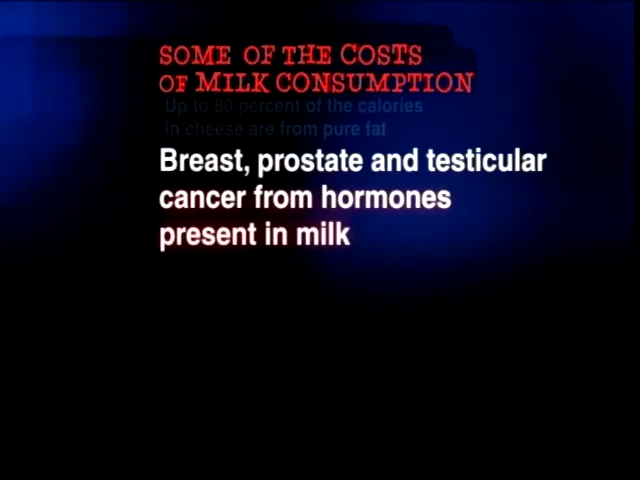 SOME OF THE COSTS
OF MILK CONSUMPTION
Up to 80 percent of the calories
in cheese are from pure fat
Breast, prostate and testicular
cancer from hormones
present in milk